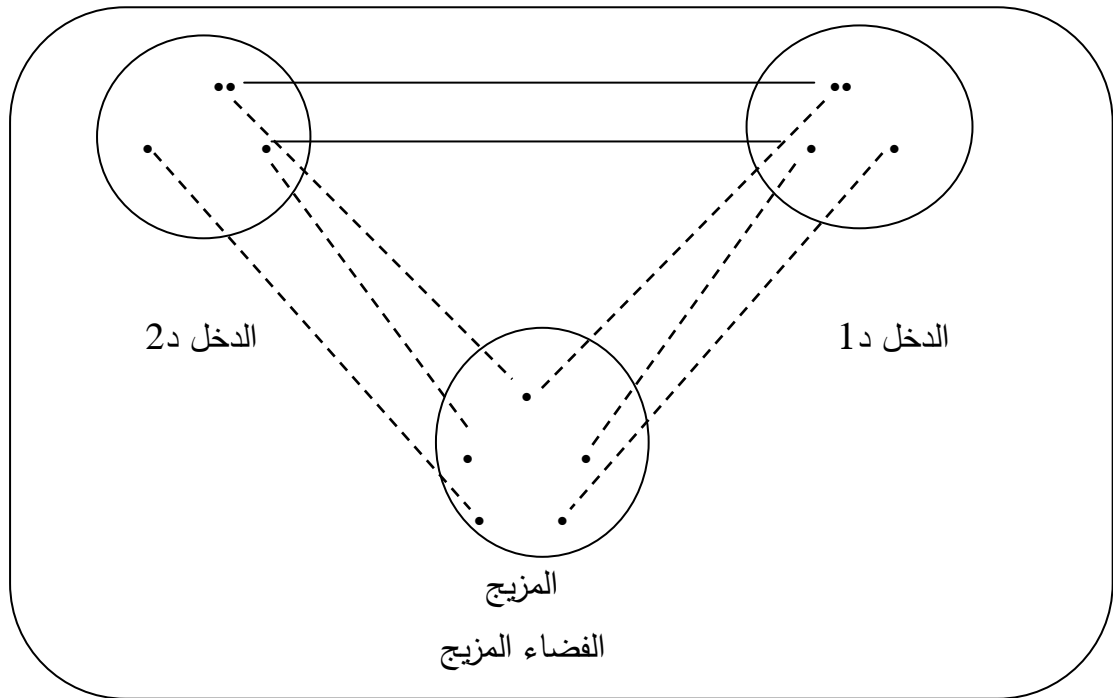 الدخل د1
الدخل د2
المزيج
الفضاء المزيج